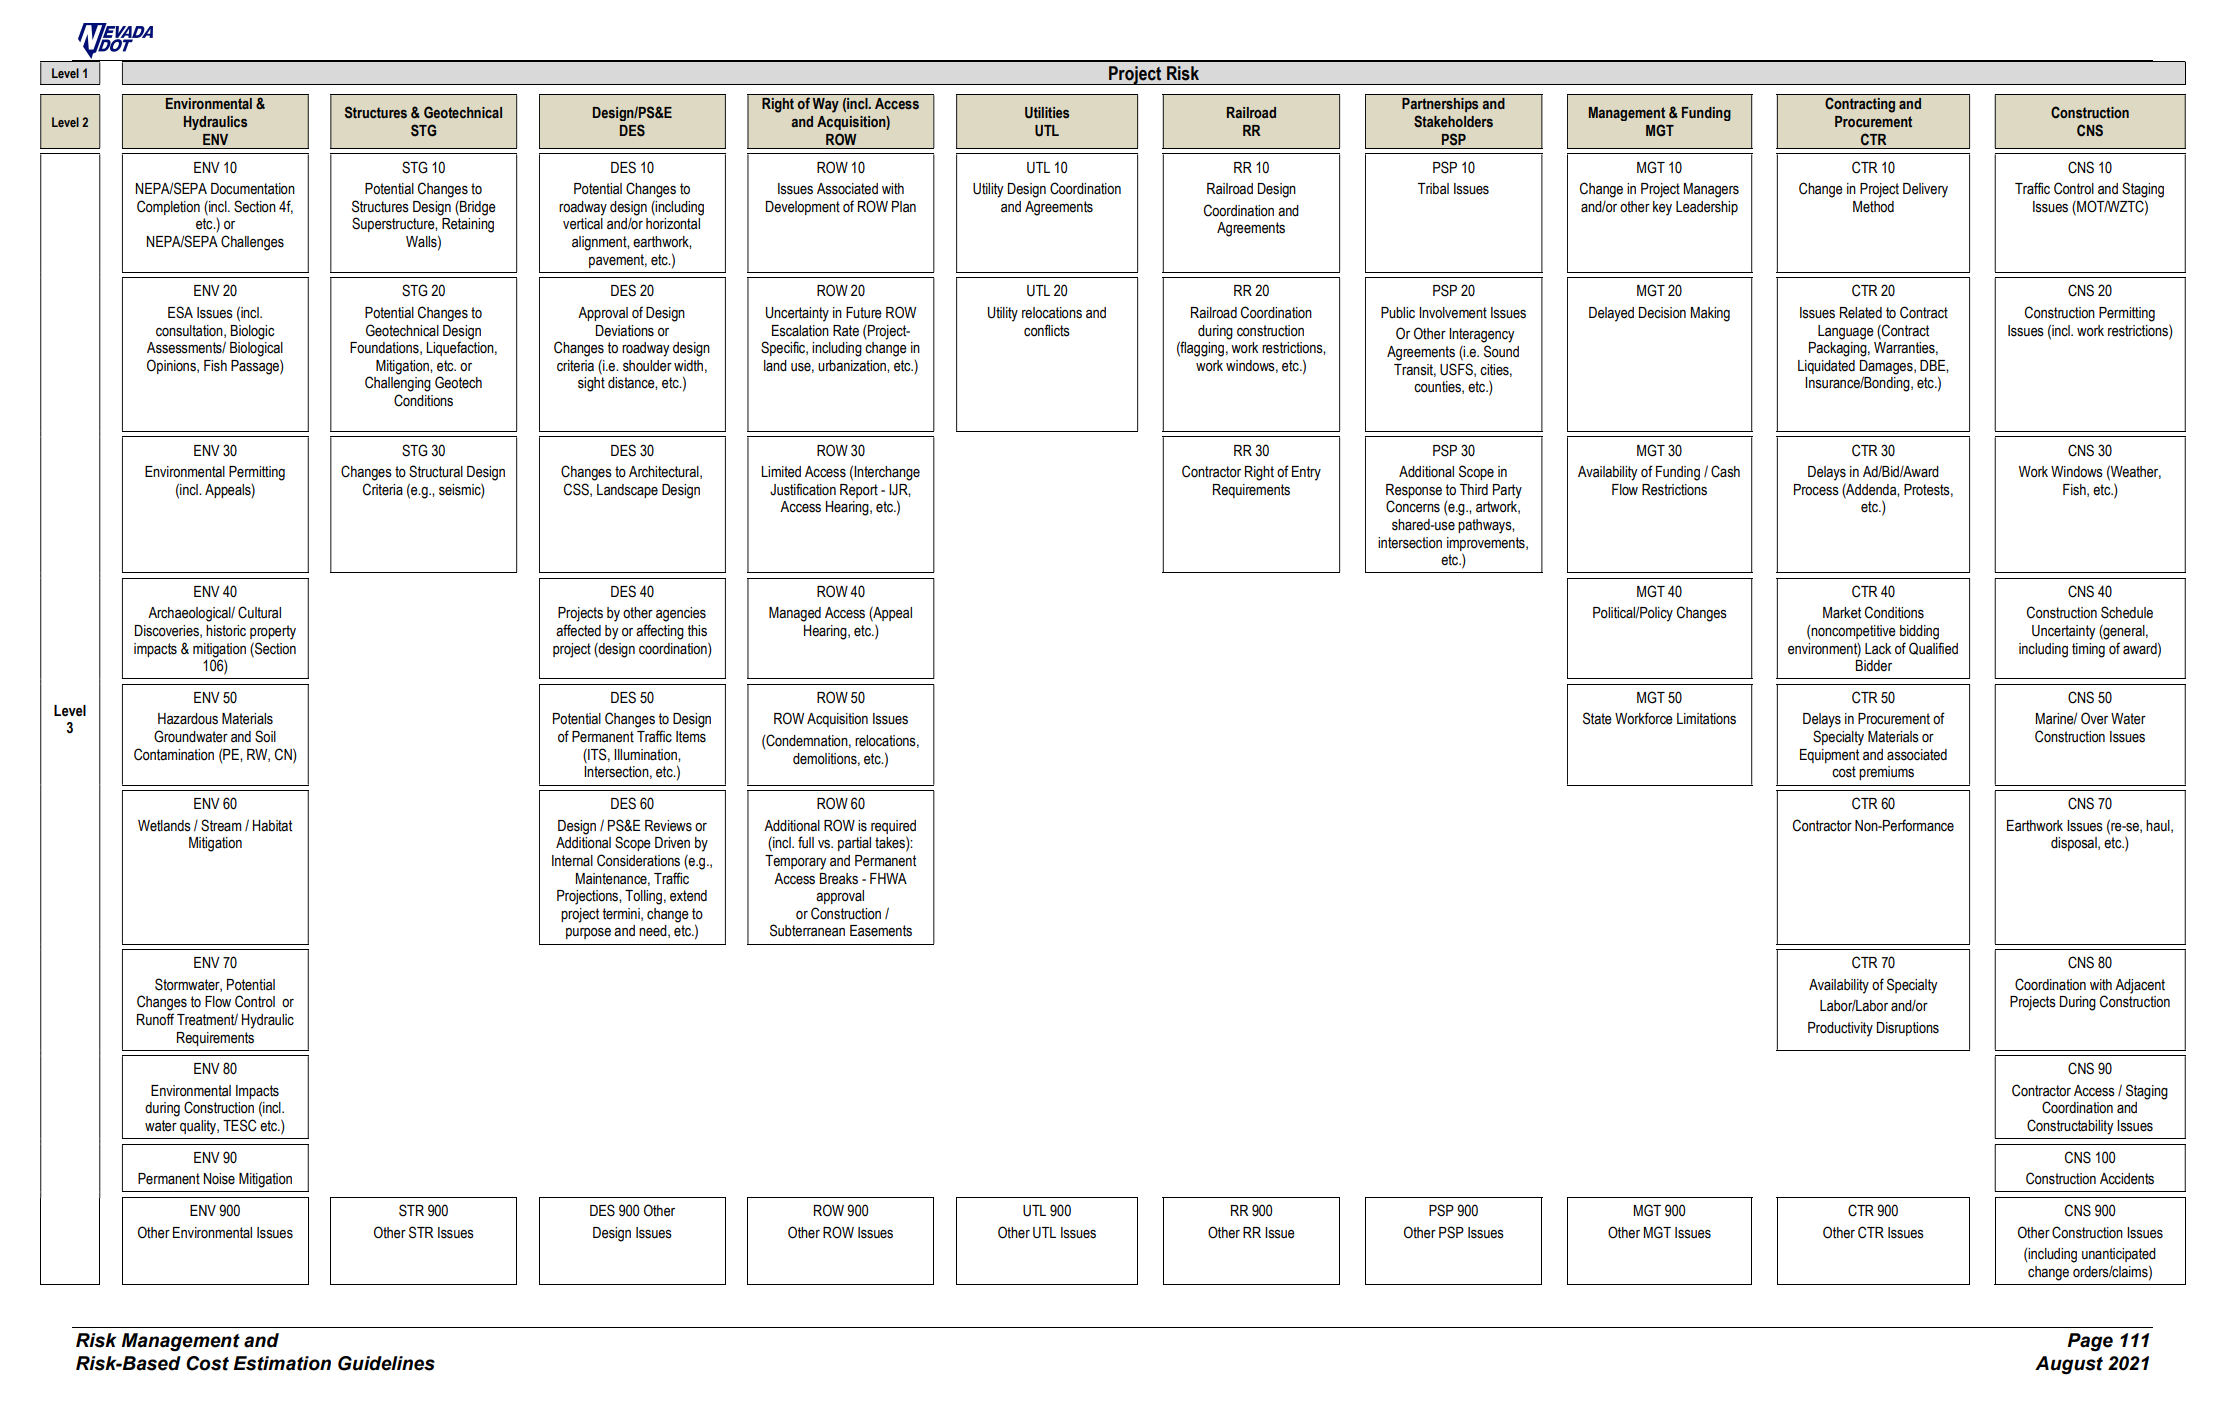 NEVADA
DOT
Level 1
Project Risk
Level 2
Environmental &
Hydraulics
ENV
Structures & Geotechnical
STG
Design/PS&E
DES
Right of Way (incl. Access
and Acquisition)
ROW
Utilities
UTL
Railroad
RR
Partnerships and
Stakeholders
PSP
Management & Funding
MGT
Contracting and
Procurement
CTR
Construction
CNS
Level
3
ENV 10
NEPA/SEPA Documentation
Completion (incl. Section 4f,
etc.) or
NEPA/SEPA Challenges
STG 10
Potential Changes to
Structures Design (Bridge
Superstructure, Retaining
Walls)
DES 10
Potential Changes to
roadway design (including
vertical and/or horizontal
alignment, earthwork,
pavement, etc.)
ROW 10
Issues Associated with
Development of ROW Plan
UTL 10
Utility Design Coordination
and Agreements
RR 10
Railroad Design
Coordination and
Agreements
PSP 10
Tribal Issues
MGT 10
Change in Project Managers
and/or other key Leadership
CTR 10
Change in Project Delivery
Method
CNS 10
Traffic Control and Staging
Issues (MOT/WZTC)
ENV 20
ESA Issues (incl.
consultation, Biologic
Assessments/ Biological
Opinions, Fish Passage)
STG 20
Potential Changes to
Geotechnical Design
Foundations, Liquefaction,
Mitigation, etc. or
Challenging Geotech
Conditions
DES 20
Approval of Design
Deviations or
Changes to roadway design
criteria (i.e. shoulder width,
sight distance, etc.)
ROW 20
Uncertainty in Future ROW
Escalation Rate (Project-
Specific, including change in
land use, urbanization, etc.)
UTL 20
Utility relocations and
conflicts
RR 20
Railroad Coordination
during construction
(flagging, work restrictions,
work windows, etc.)
PSP 20
Public Involvement Issues
Or Other Interagency
Agreements (i.e. Sound
Transit, USFS, cities,
counties, etc.)
MGT 20
Delayed Decision Making
CTR 20
Issues Related to Contract
Language (Contract
Packaging, Warranties,
Liquidated Damages, DBE,
Insurance/Bonding, etc.)
CNS 20
Construction Permitting
Issues (incl. work restrictions)
ENV 30
Environmental Permitting
(incl. Appeals)
STG 30
Changes to Structural Design
Criteria (e.g., seismic)
DES 30
Changes to Architectural,
CSS, Landscape Design
ROW 30
Limited Access (Interchange
Justification Report - IJR,
Access Hearing, etc.)
RR 30
Contractor Right of Entry
Requirements
PSP 30
Additional Scope in
Response to Third Party
Concerns (e.g., artwork,
shared-use pathways,
intersection improvements,
etc.)
MGT 30
Availability of Funding / Cash
Flow Restrictions
CTR 30
Delays in Ad/Bid/Award
Process (Addenda, Protests,
etc.)
CNS 30
Work Windows (Weather,
Fish, etc.)
ENV 40
Archaeological/ Cultural
Discoveries, historic property
impacts & mitigation (Section
106)
DES 40
Projects by other agencies
affected by or affecting this
project (design coordination)
ROW 40
Managed Access (Appeal
Hearing, etc.)
MGT 40
Political/Policy Changes
CTR 40
Market Conditions
(noncompetitive bidding
environment) Lack of Qualified
Bidder
CNS 40
Construction Schedule
Uncertainty (general,
including timing of award)
ENV 50
Hazardous Materials
Groundwater and Soil
Contamination (PE, RW, CN)
DES 50
Potential Changes to Design
of Permanent Traffic Items
(ITS, Illumination,
Intersection, etc.)
ROW 50
ROW Acquisition Issues
(Condemnation, relocations,
demolitions, etc.)
MGT 50
State Workforce Limitations
CTR 50
Delays in Procurement of
Specialty Materials or
Equipment and associated
cost premiums
CNS 50
Marine/ Over Water
Construction Issues
ENV 60
Wetlands / Stream / Habitat
Mitigation
DES 60
Design / PS&E Reviews or
Additional Scope Driven by
Internal Considerations (e.g.,
Maintenance, Traffic
Projections, Tolling, extend
project termini, change to
purpose and need, etc.)
ROW 60
Additional ROW is required
(incl. full vs. partial takes):
Temporary and Permanent
Access Breaks - FHWA
approval
or Construction /
Subterranean Easements
CTR 60
Contractor Non-Performance
CNS 70
Earthwork Issues (re-se, haul,
disposal, etc.)
ENV 70
Stormwater, Potential
Changes to Flow Control or
Runoff Treatment/ Hydraulic
Requirements
CTR 70
Availability of Specialty
Labor/Labor and/or
Productivity Disruptions
CNS 80
Coordination with Adjacent
Projects During Construction
ENV 80
Environmental Impacts
during Construction (incl.
water quality, TESC etc.)
CNS 90
Contractor Access / Staging
Coordination and
Constructability Issues
ENV 90
Permanent Noise Mitigation
CNS 100
Construction Accidents
ENV 900
Other Environmental Issues
STR 900
Other STR Issues
DES 900 Other
Design Issues
ROW 900
Other ROW Issues
UTL 900
Other UTL Issues
RR 900
Other RR Issue
PSP 900
Other PSP Issues
MGT 900
Other MGT Issues
CTR 900
Other CTR Issues
CNS 900
Other Construction Issues
(including unanticipated
change orders/claims)
Risk Management and
Risk-Based Cost Estimation Guidelines
Page 111
August 2021